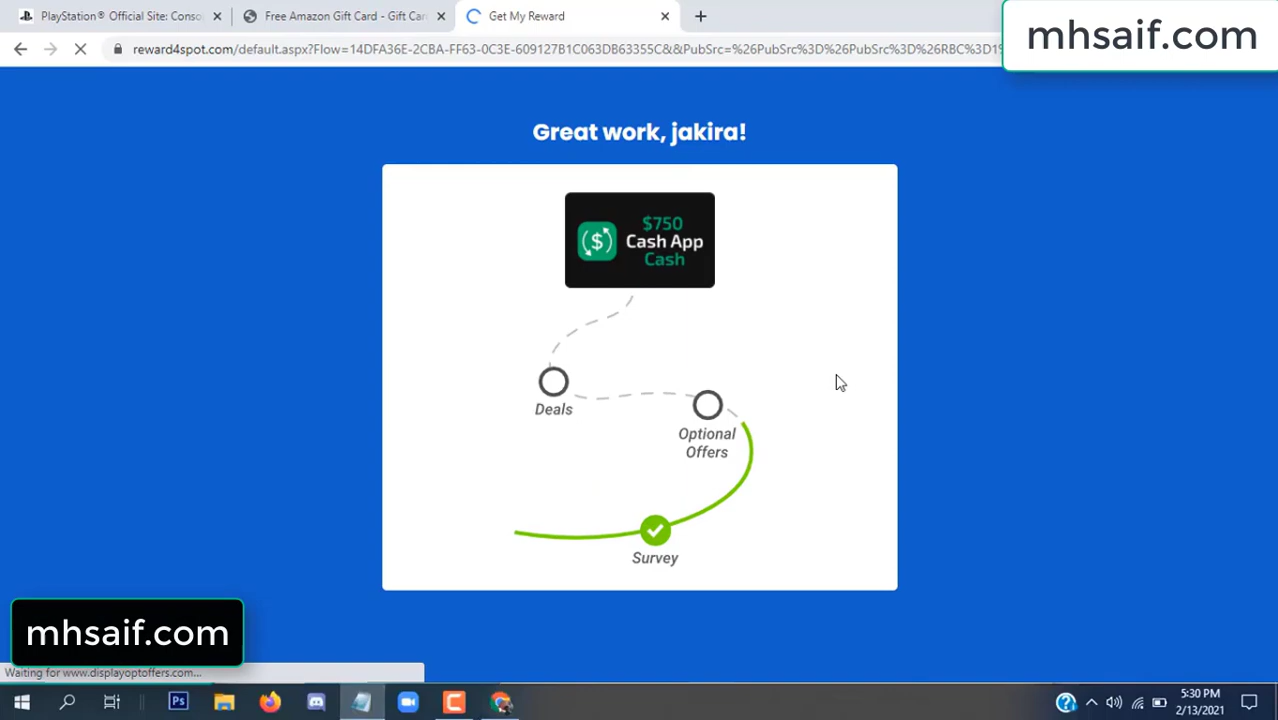 PlayStation® Official Site: Conso
Free Amazon Gift Card - Gift Car
Get My Reward
mhsaif.com
reward4spot.com/default.aspx?Flow=14DFA36E-2CBA-FF63-0C3E-609127B1C063DB63355C&&PubSrc=%26PubSrc%3D%26PubSrc%3D%26RBC%3D1%
Great work, jakira!
$750
Cash App
Cash
Deals
Optional
Offers
Survey
mhsaif.com
Waiting for www.displayoptoffers.com...
Ps
5:30 PM
2/13/2021